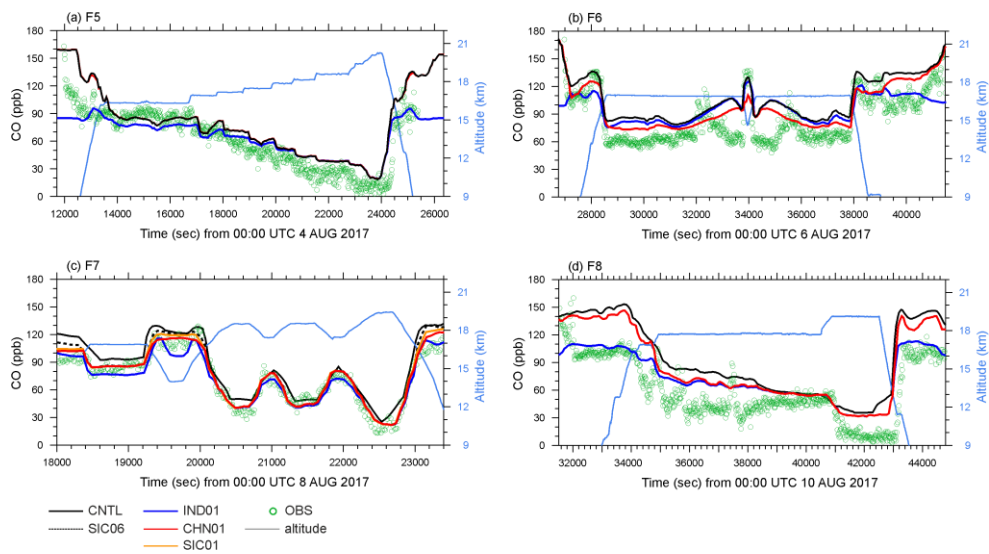 (a) F5
(b) F6
CO (ppb)
180
150
120
90
60
30
0
21
18
15
12
9
Altitude (km)
12000 14000 16000 18000 20000 22000 24000 26000
Time (sec) from 00:00 UTC 4 AUG 2017
CO (ppb)
180
150
120
90
60
30
0
21
18
15
12
9
Altitude (km)
28000 30000 32000 34000 36000 38000 40000
Time (sec) from 00:00 UTC 6 AUG 2017
(c) F7
(d) F8
CO (ppb)
180
150
120
90
60
30
0
21
18
15
12
9
Altitude (km)
18000 19000 20000 21000 22000 23000
Time (sec) from 00:00 UTC 8 AUG 2017
CO (ppb)
180
150
120
90
60
30
0
21
18
15
12
9
Altitude (km)
32000 34000 36000 38000 40000 42000 44000
Time (sec) from 00:00 UTC 10 AUG 2017
CNTL IND01 OBS
SIC06 CHN01 altitude
SIC01